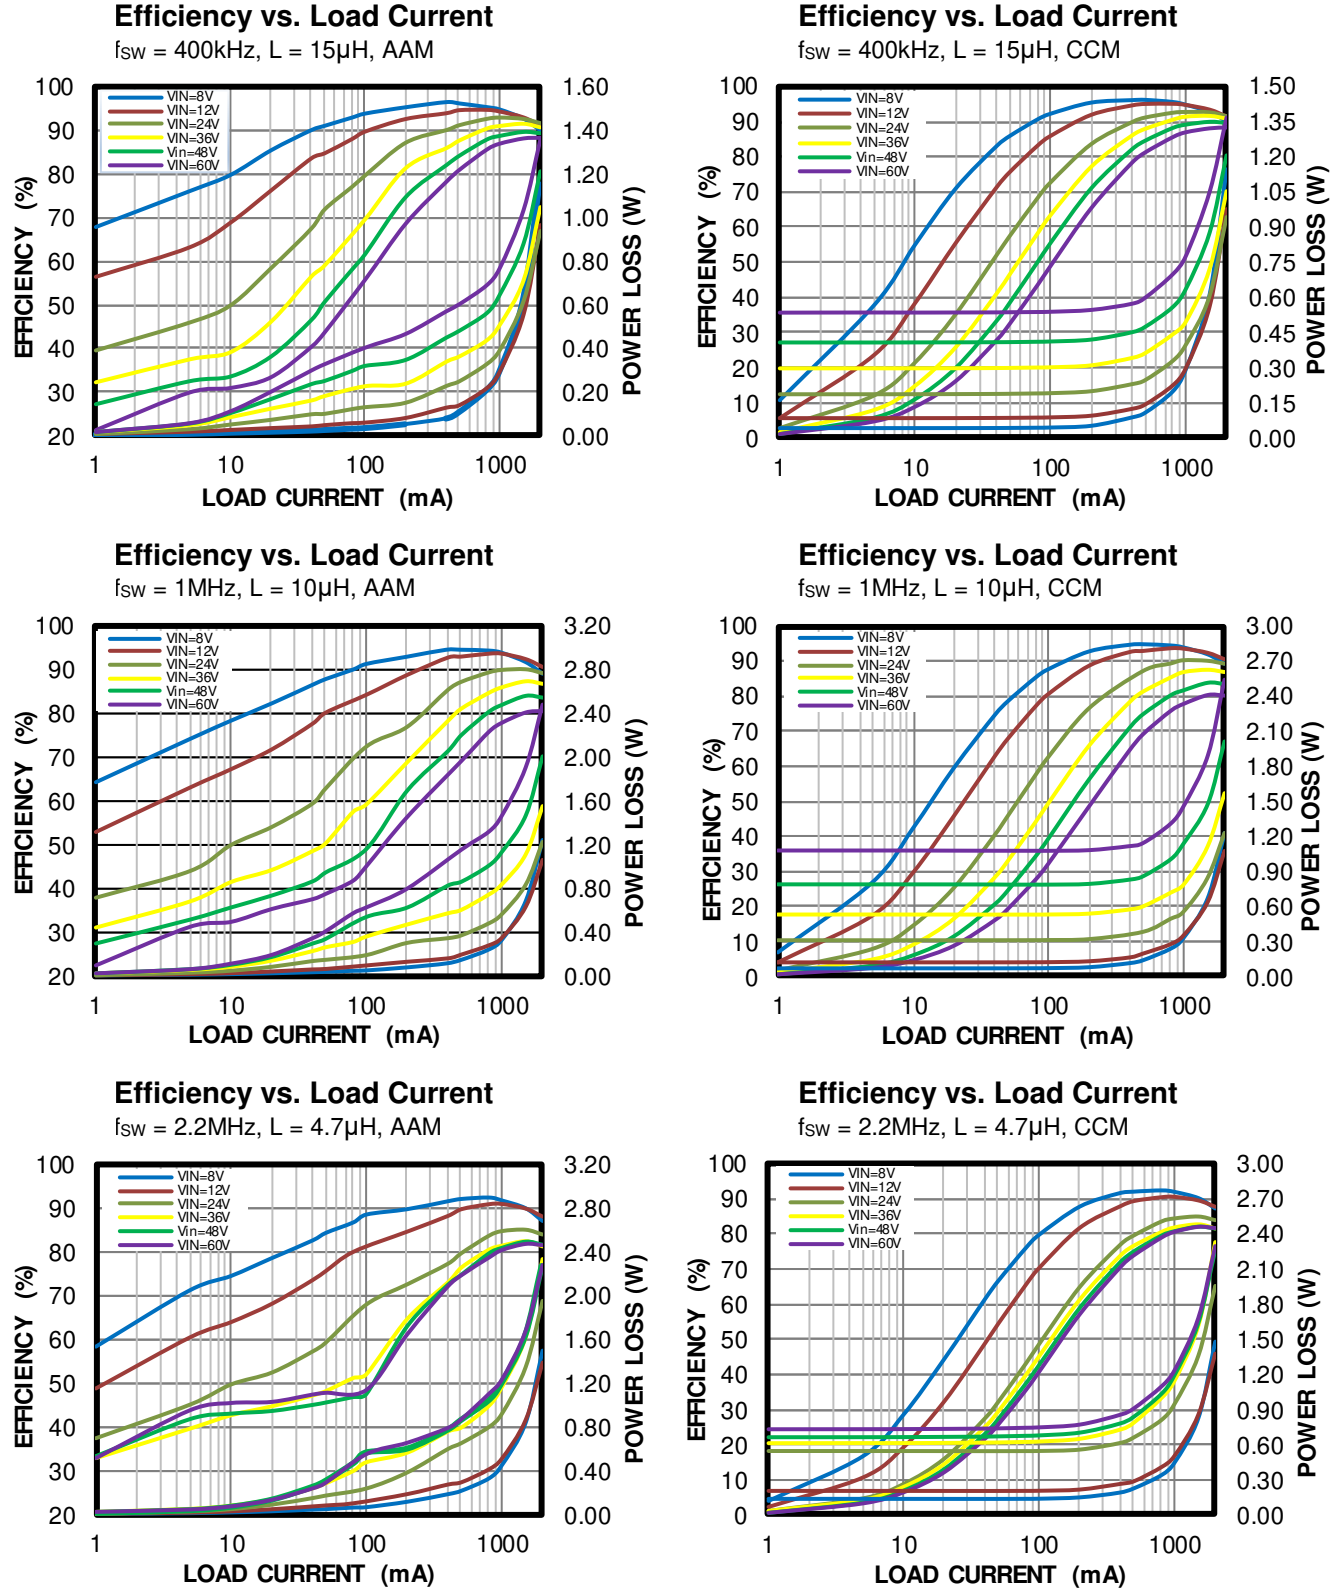 Efficiency vs. Load Current
fSW = 400kHz, L = 15µH, AAM
100
90
80
70
60
50
40
30
20
EFFICIENCY (%)
VIN=8V
VIN=12V
VIN=24V
VIN=36V
Vin=48V
VIN=60V
1.60
1.40
1.20
1.00
0.80
0.60
0.40
0.20
0.00
POWER LOSS (W)
1 10 100 1000
LOAD CURRENT (mA)
Efficiency vs. Load Current
fSW = 400kHz, L = 15µH, CCM
100
90
80
70
60
50
40
30
20
10
0
EFFICIENCY (%)
VIN=8V
VIN=12V
VIN=24V
VIN=36V
Vin=48V
VIN=60V
1.50
1.35
1.20
1.05
0.90
0.75
0.60
0.45
0.30
0.15
0.00
POWER LOSS (W)
1 10 100 1000
LOAD CURRENT (mA)
Efficiency vs. Load Current
fSW = 1MHz, L = 10µH, AAM
100
90
80
70
60
50
40
30
20
EFFICIENCY (%)
VIN=8V
VIN=12V
VIN=24V
VIN=36V
Vin=48V
VIN=60V
3.20
2.80
2.40
2.00
1.60
1.20
0.80
0.40
0.00
POWER LOSS (W)
1 10 100 1000
LOAD CURRENT (mA)
Efficiency vs. Load Current
fSW = 1MHz, L = 10µH, CCM
100
90
80
70
60
50
40
30
20
10
0
EFFICIENCY (%)
VIN=8V
VIN=12V
VIN=24V
VIN=36V
Vin=48V
VIN=60V
3.00
2.70
2.40
2.10
1.80
1.50
1.20
0.90
0.60
0.30
0.00
POWER LOSS (W)
1 10 100 1000
LOAD CURRENT (mA)
Efficiency vs. Load Current
fSW = 2.2MHz, L = 4.7µH, AAM
100
90
80
70
60
50
40
30
20
EFFICIENCY (%)
VIN=8V
VIN=12V
VIN=24V
VIN=36V
Vin=48V
VIN=60V
3.20
2.80
2.40
2.00
1.60
1.20
0.80
0.40
0.00
POWER LOSS (W)
1 10 100 1000
LOAD CURRENT (mA)
Efficiency vs. Load Current
fSW = 2.2MHz, L = 4.7µH, CCM
100
90
80
70
60
50
40
30
20
10
0
EFFICIENCY (%)
VIN=8V
VIN=12V
VIN=24V
VIN=36V
Vin=48V
VIN=60V
3.00
2.70
2.40
2.10
1.80
1.50
1.20
0.90
0.60
0.30
0.00
POWER LOSS (W)
1 10 100 1000
LOAD CURRENT (mA)